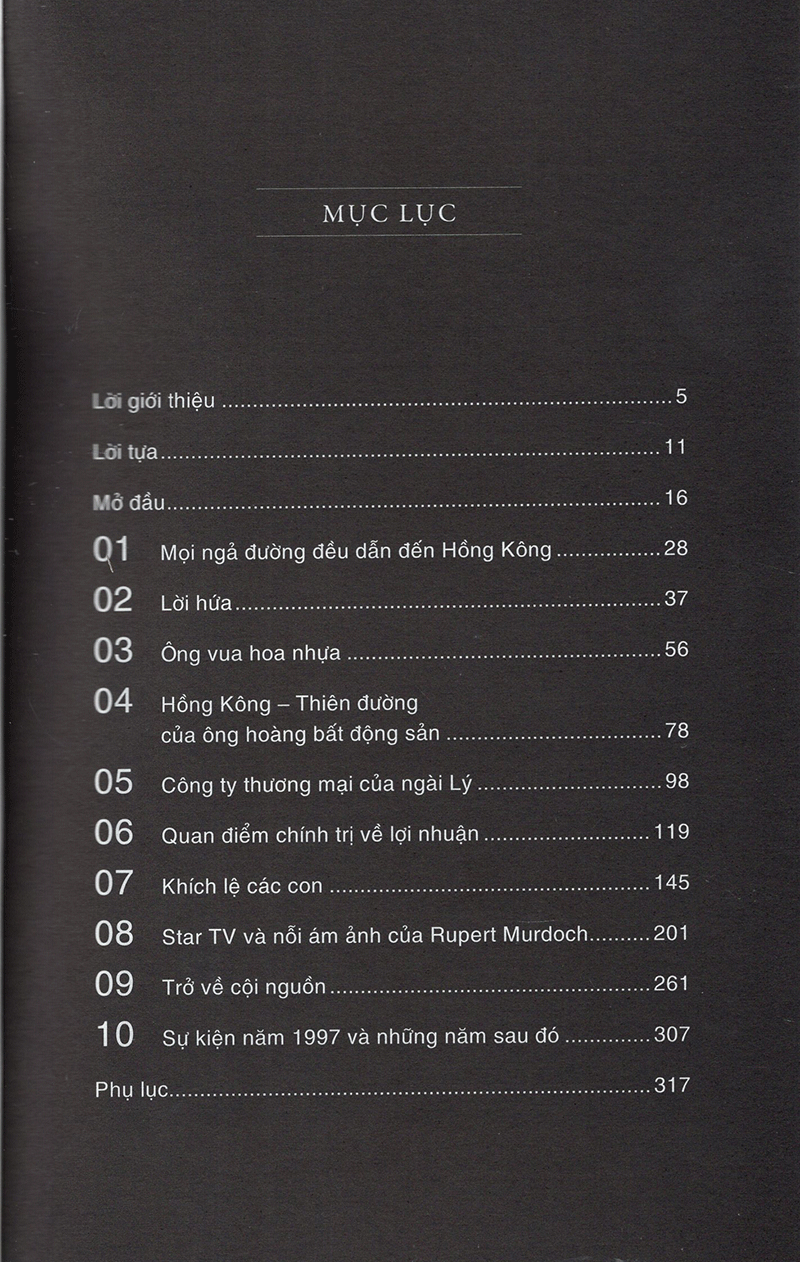 MỤC LỤC
Lời giới thiệu ........................................................................ 5
Lời tựa ................................................................................ 11
Mở đầu ............................................................................... 16
01 Mọi ngả đường đều dẫn đến Hồng Kông ................. 28
02 Lời hứa ..................................................................... 37
03 Ông vua hoa nhựa .................................................. 56
04 Hồng Kông – Thiên đường
của ông hoàng bất động sản ................................... 78
05 Công ty thương mại của ngài Lý .............................. 98
06 Quan điểm chính trị về lợi nhuận ........................... 119
07 Khích lệ các con .................................................... 145
08 Star TV và nỗi ám ảnh của Rupert Murdoch .......... 201
09 Trở về cội nguồn .................................................... 261
10 Sự kiện năm 1997 và những năm sau đó .............. 307
Phụ lục .............................................................................. 317